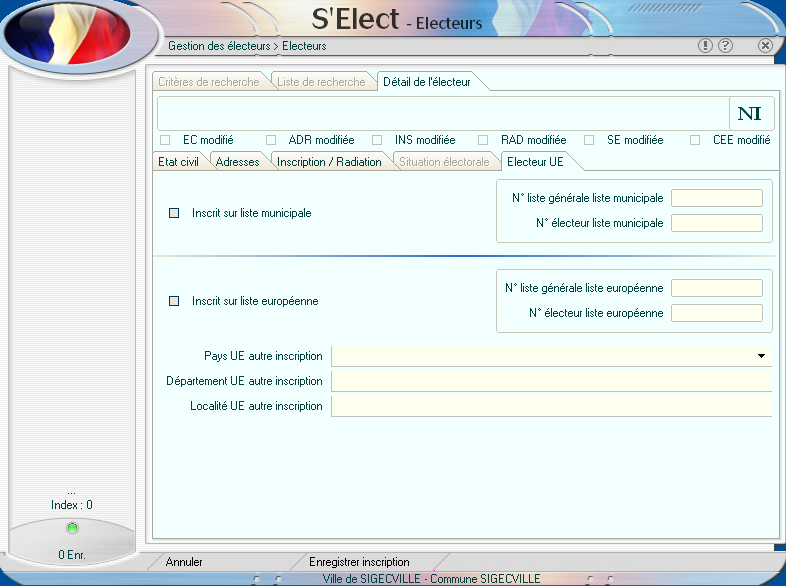 S'Elect - Electeurs
Gestion des électeurs > Electeurs
! ?
Critères de recherche Liste de recherche Détail de l'électeur
NI
EC modifié ADR modifiée INS modifiée RAD modifiée SE modifiée CEE modifié
Etat civil Adresses Inscription / Radiation Situation électorale Electeur UE
Inscrit sur liste municipale
N° liste générale liste municipale
N° électeur liste municipale
Inscrit sur liste européenne
N° liste générale liste européenne
N° électeur liste européenne
Pays UE autre inscription
Département UE autre inscription
Localité UE autre inscription
...
Index : 0
0 Enr.
Annuler Enregistrer inscription
Ville de SIGECVILLE - Commune SIGECVILLE